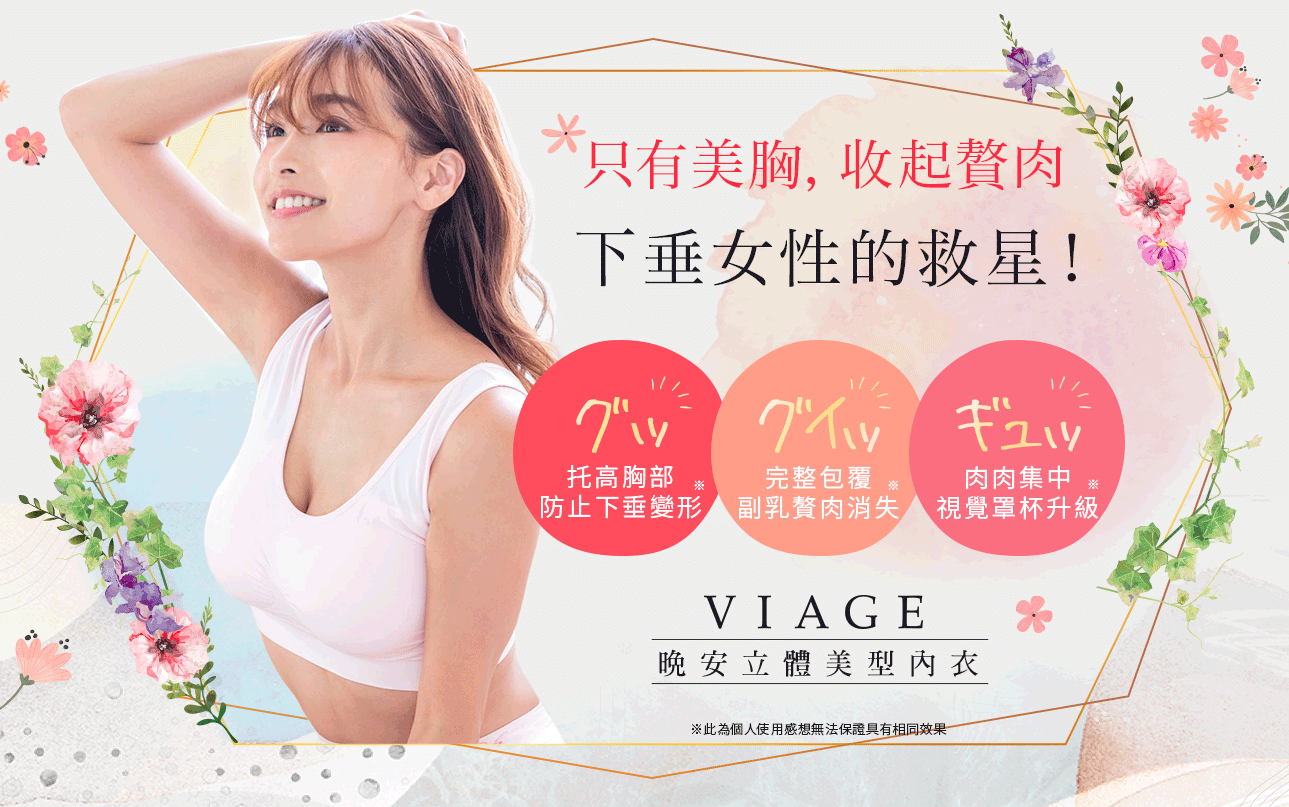 只有美胸, 收起贅肉
下垂女性的救星!
グッ
托高胸部
防止下垂變形※
グイッ
完整包覆
副乳贅肉消失※
ギュッ
肉肉集中
視覺罩杯升級※
VIAGE
晚安立體美型內衣
※此為個人使用感想無法保證具有相同效果